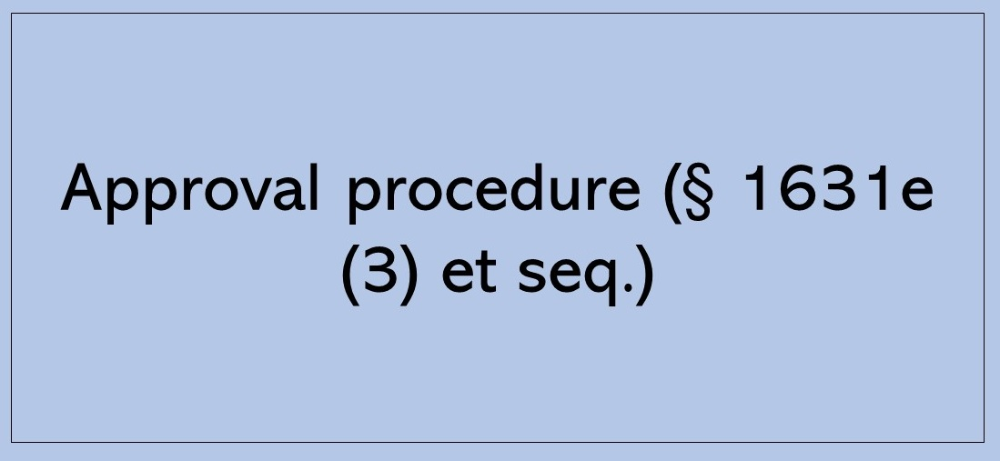 Approval procedure (§ 1631e
(3) et seq.)